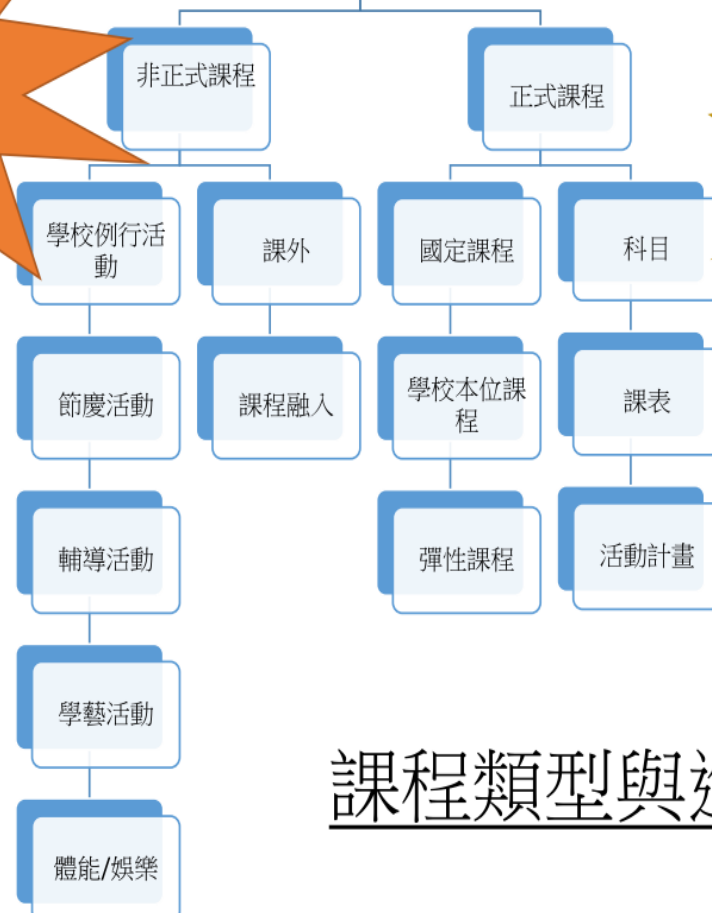 非正式課程
正式課程
學校例行活
動
課外
國定課程
科目
節慶活動
課程融入
學校本位課
程
課表
輔導活動
彈性課程
活動計畫
學藝活動
課程類型與
體能/娛樂